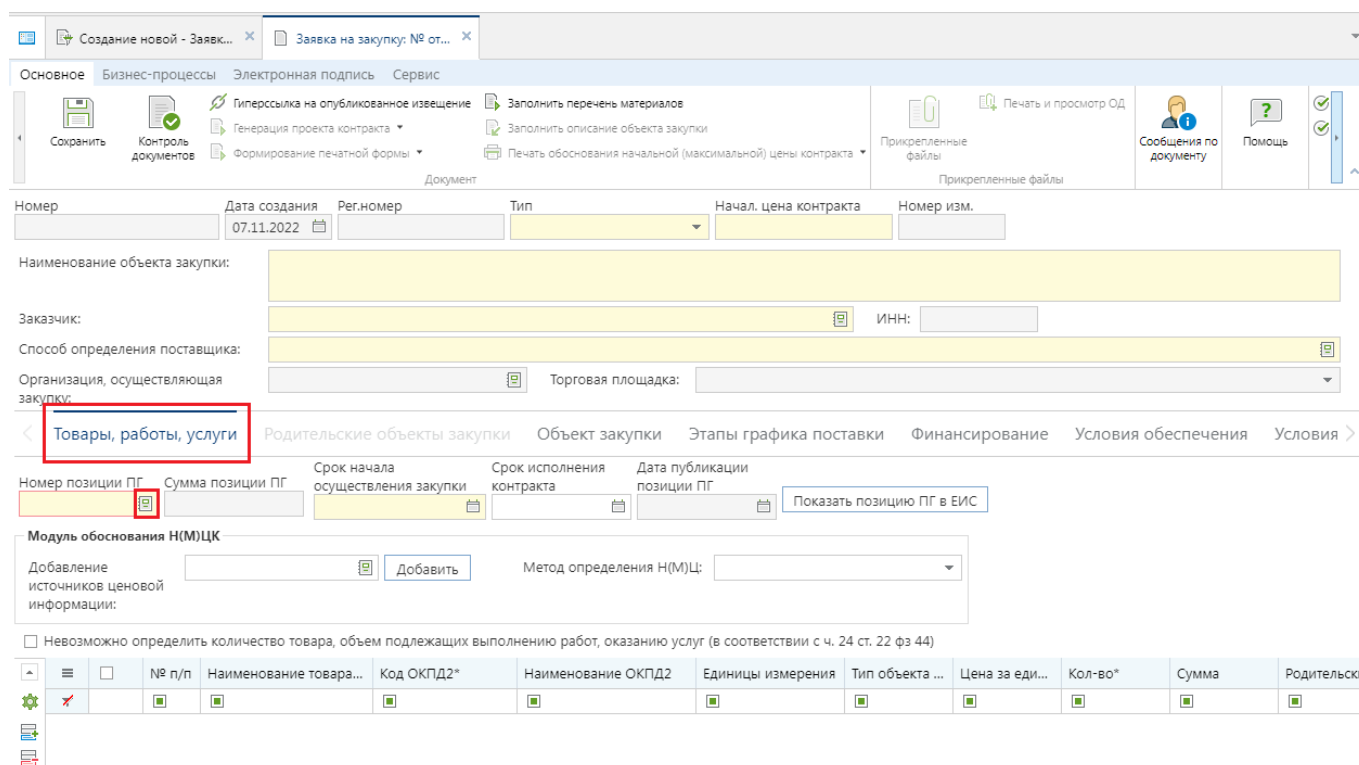 Создание новой - Заявк... Заявка на закупку: № от...
Основное Бизнес-процессы Электронная подпись Сервис
Сохранить
Контроль документов
Гиперссылка на опубликованное извещение
Генерация проекта контракта
Формирование печатной формы
Заполнить перечень материалов
Заполнить описание объекта закупки
Печать обоснования начальной (максимальной) цены контракта
Документ
Прикрепленные файлы
Печать и просмотр ОД
Прикрепленные файлы
Сообщения по документу
Помощь
Номер Дата создания Рег.номер Тип Начал. цена контракта Номер изм.
07.11.2022
Наименование объекта закупки:
Заказчик: ИНН:
Способ определения поставщика:
Организация, осуществляющая закупку: Торговая площадка:
Товары, работы, услуги Родительские объекты закупки Объект закупки Этапы графика поставки Финансирование Условия обеспечения Условия
Номер позиции ПГ Сумма позиции ПГ Срок начала осуществления закупки Срок исполнения контракта Дата публикации позиции ПГ
Показать позицию ПГ в ЕИС
Модуль обоснования Н(М)ЦК
Добавление источников ценовой информации: Добавить Метод определения Н(М)Ц:
Невозможно определить количество товара, объем подлежащих выполнению работ, оказанию услуг (в соответствии с ч. 24 ст. 22 фз 44)
№ п/п Наименование товара... Код ОКПД2* Наименование ОКПД2 Единицы измерения Тип объекта ... Цена за еди... Кол-во* Сумма Родительски